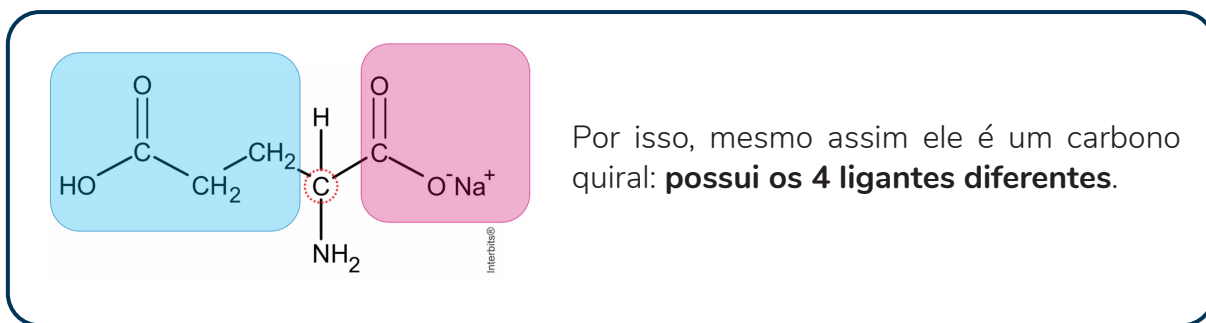 O
O
H
C
CH₂
C
HO
CH₂
C
O⁻Na⁺
NH₂
Interbits®
Por isso, mesmo assim ele é um carbono
quiral: possui os 4 ligantes diferentes.